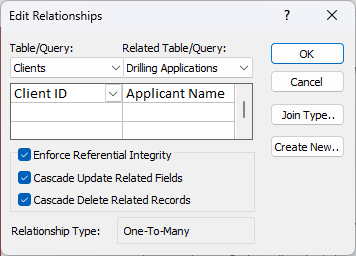 Edit Relationships
? ×
Table/Query: Related Table/Query:
Clients Drilling Applications
OK
Client ID Applicant Name
Cancel
Join Type..
Create New..
Enforce Referential Integrity
Cascade Update Related Fields
Cascade Delete Related Records
Relationship Type: One-To-Many